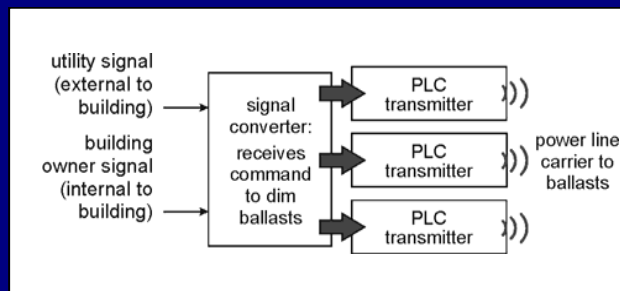 utility signal
(external to
building)
building
owner signal
(internal to
building)
signal
converter:
receives
command
to dim
ballasts
PLC
transmitter
PLC
transmitter
PLC
transmitter
power line
carrier to
ballasts